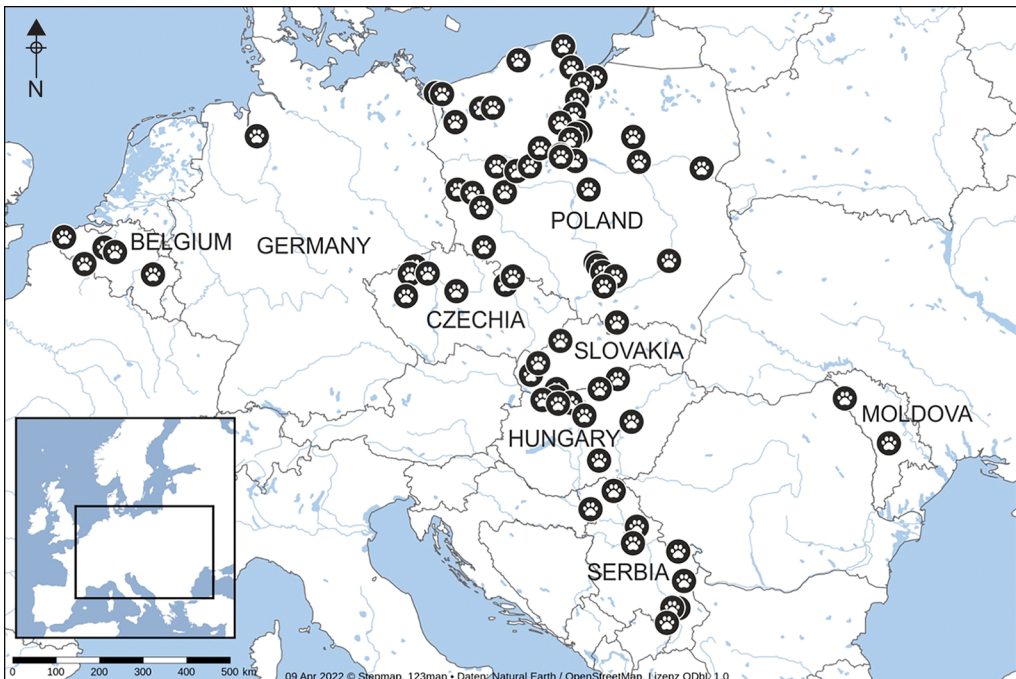 N
POLAND
BELGIUM
GERMANY
CZECHIA
SLOVAKIA
MOLDOVA
HUNGARY
SERBIA
0 100 200 300 400 500 km
09 Apr 2022 © Stepmap, 123map • Daten: Natural Earth / OpenStreetMap, Lizenz ODbL 1.0